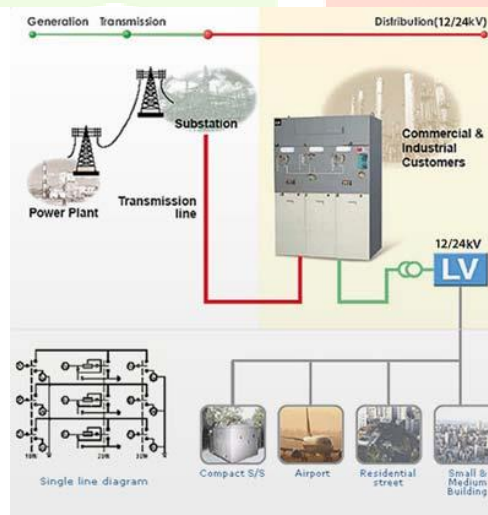 Generation Transmission Distribution(12/24kV)
Substation
Commercial &
Industrial
Customers
Power Plant
Transmission
line
12/24kV
LV
Single line diagram
Compact S/S
Airport
Residential
street
Small &
Medium
Building